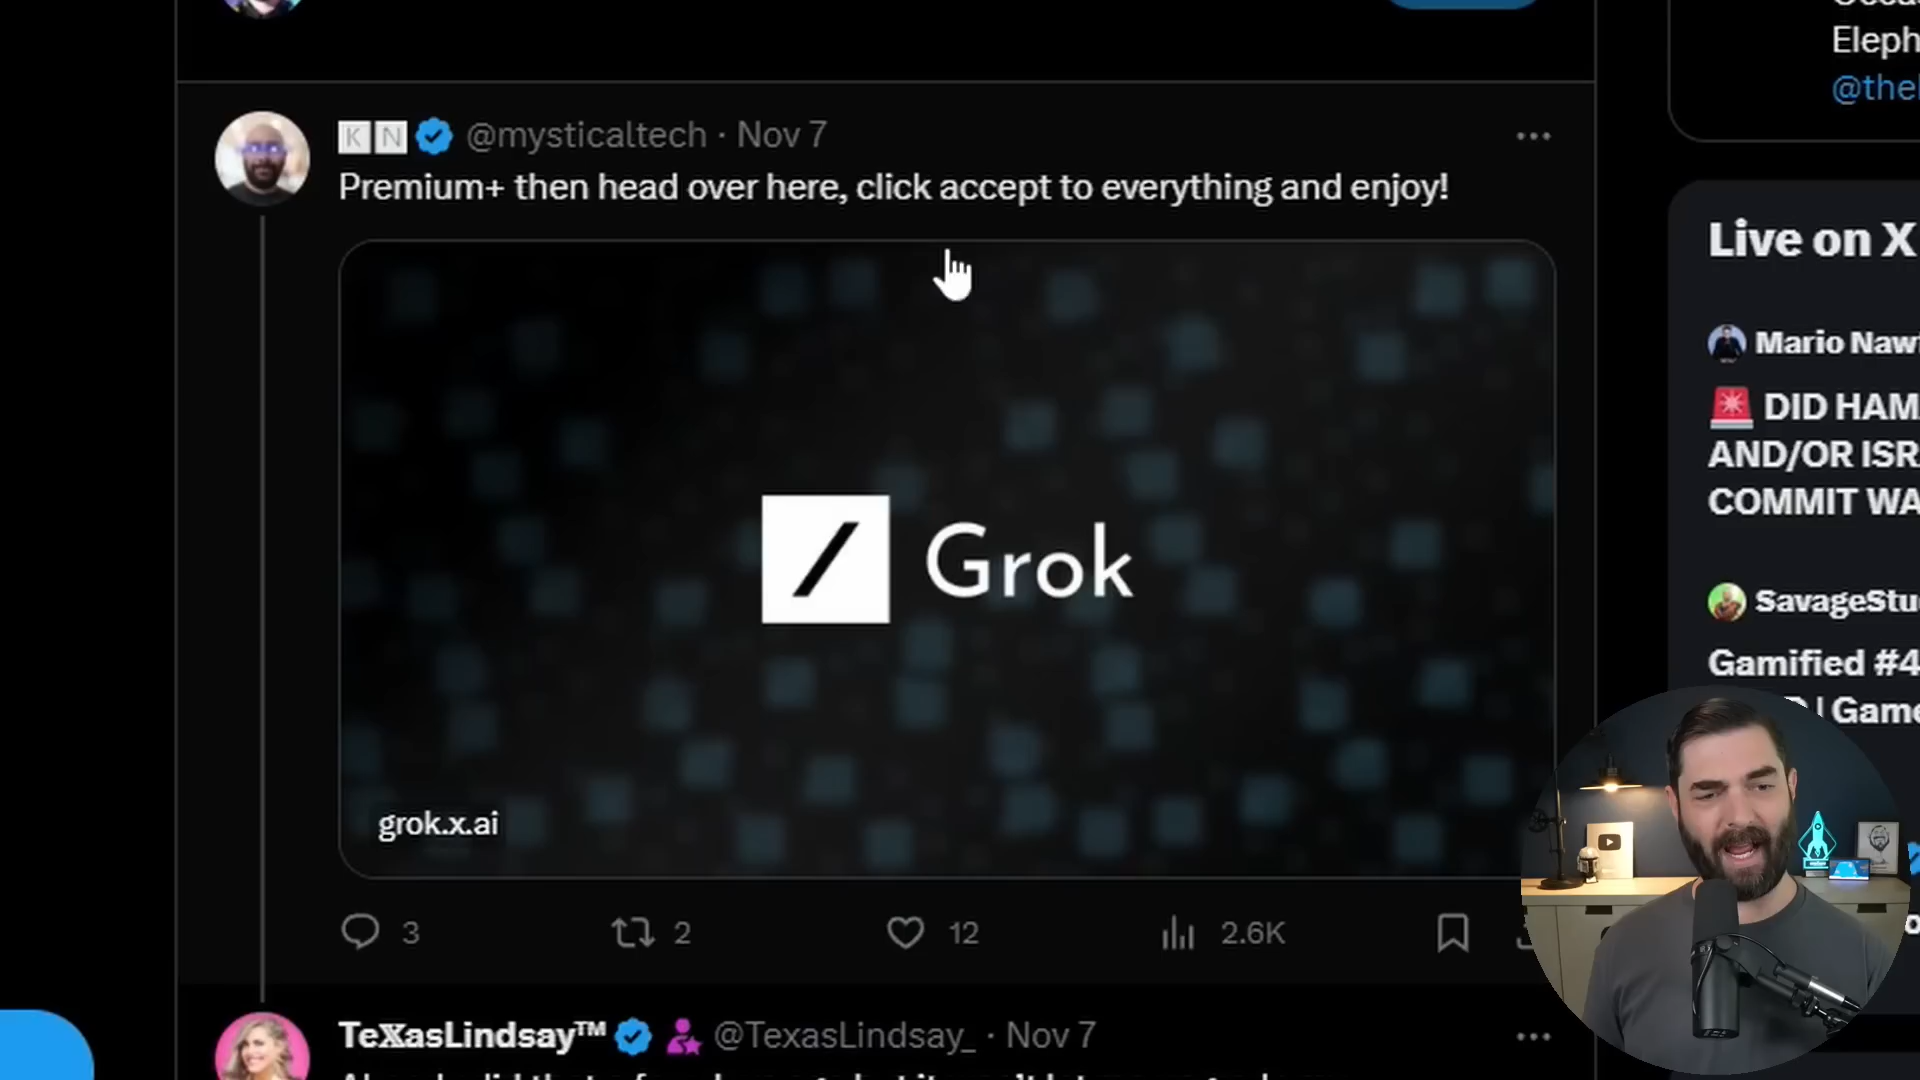 Eleph
@thel
KN @mysticaltech · Nov 7
Premium+ then head over here, click accept to everything and enjoy!
Grok
grok.x.ai
3 2 12 2.6K
TeXasLindsay™ @TexasLindsay_ · Nov 7
Live on X
Mario Nawf
DID HAM
AND/OR ISR
COMMIT WA
SavageStu
Gamified #4
| Game